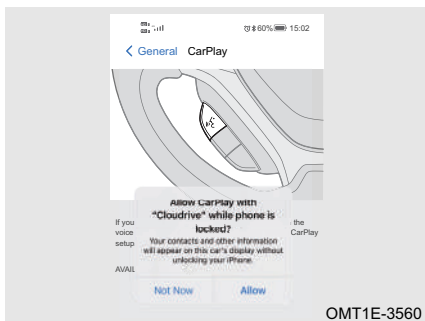 60% 15:02
General CarPlay
Allow CarPlay with
"Cloudrive" while phone is
locked?
If you the
voice CarPlay
setup
Your contacts and other information
will appear on this car's display without
unlocking your iPhone.
AVAIL
Not Now Allow
OMT1E-3560